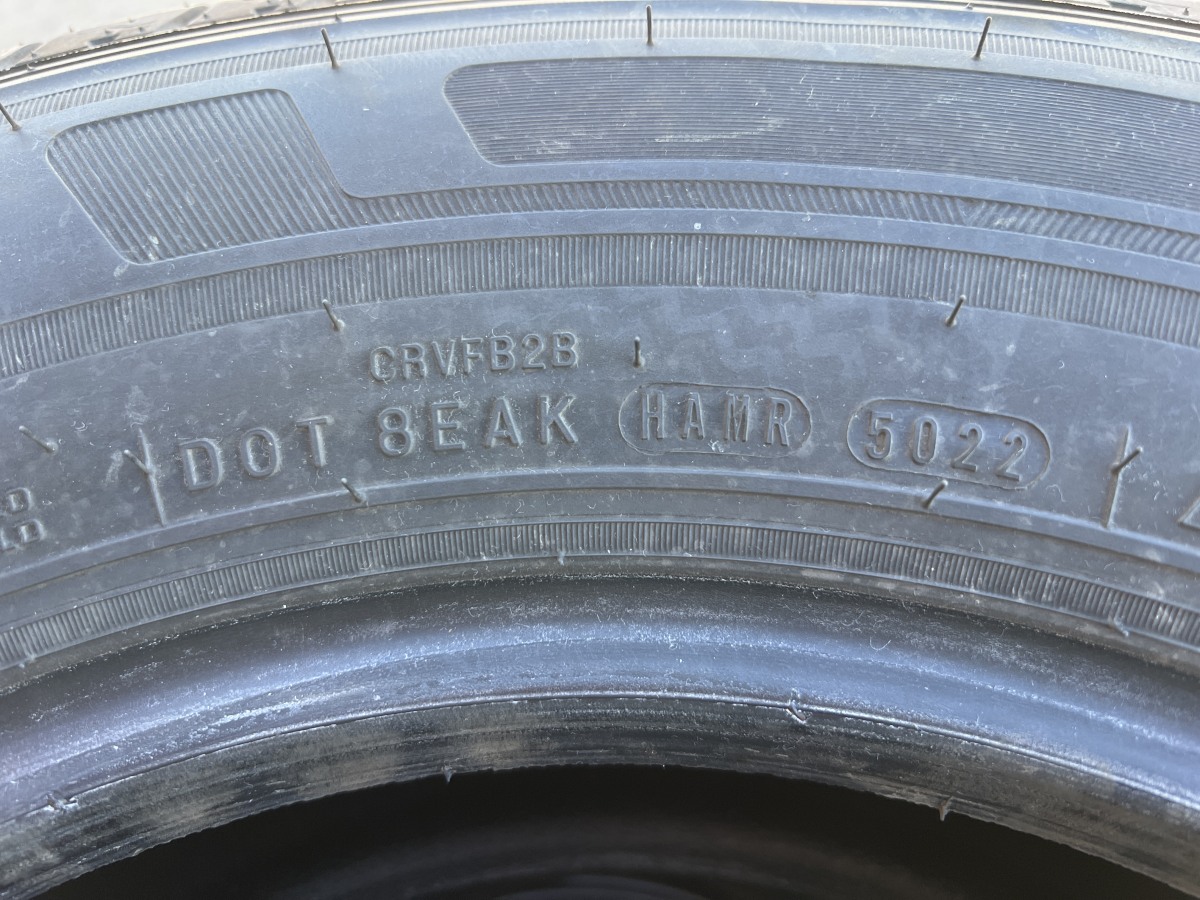 CRVFB2B
DOT 8EAK HAMR 5022